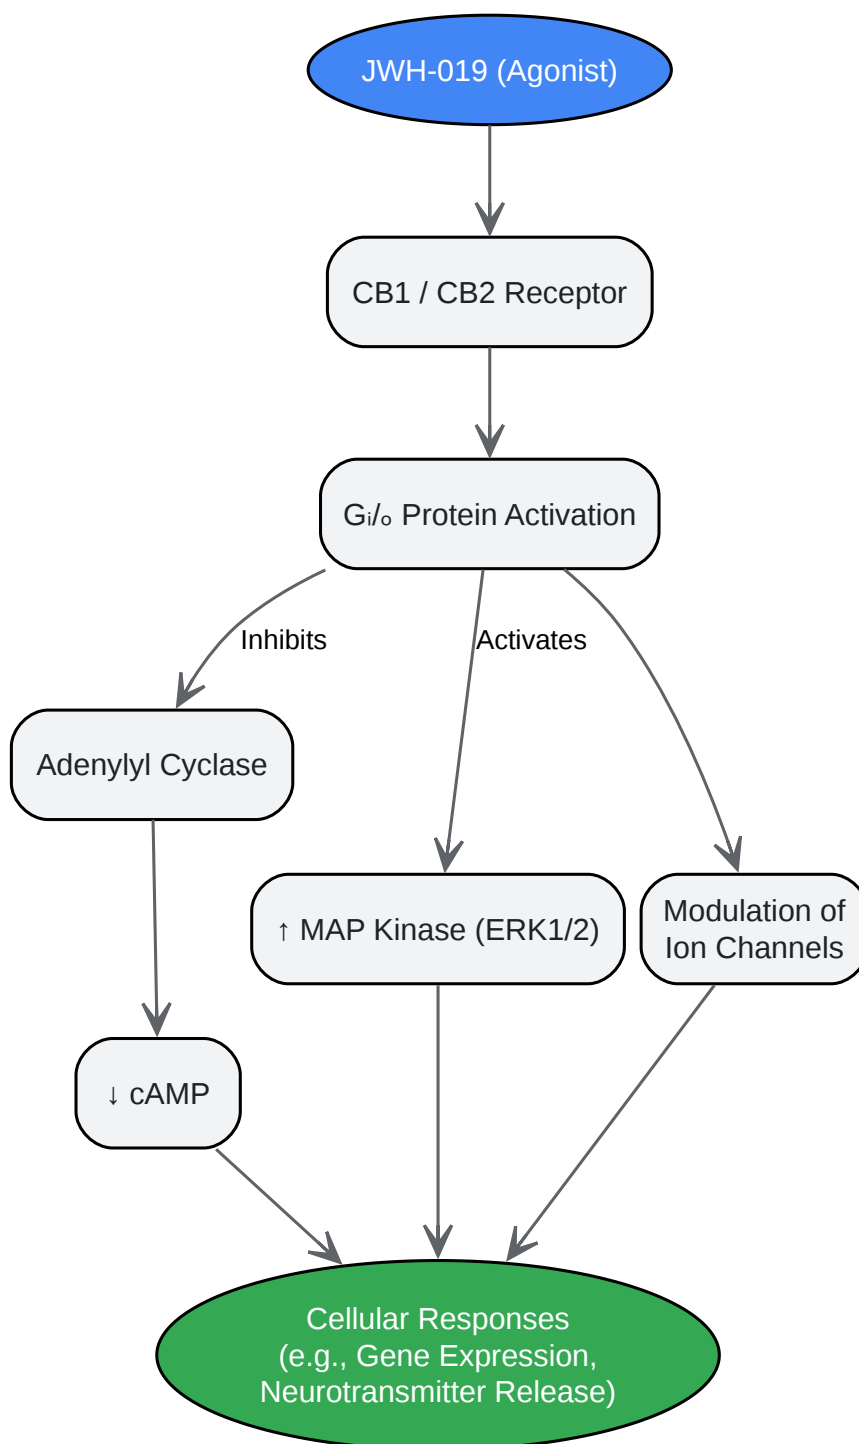 JWH-019 (Agonist)
CB1 / CB2 Receptor
Gᵢ/ₒ Protein Activation
Inhibits
Activates
Adenylyl Cyclase
↑ MAP Kinase (ERK1/2)
Modulation of
Ion Channels
↓ cAMP
Cellular Responses
(e.g., Gene Expression,
Neurotransmitter Release)